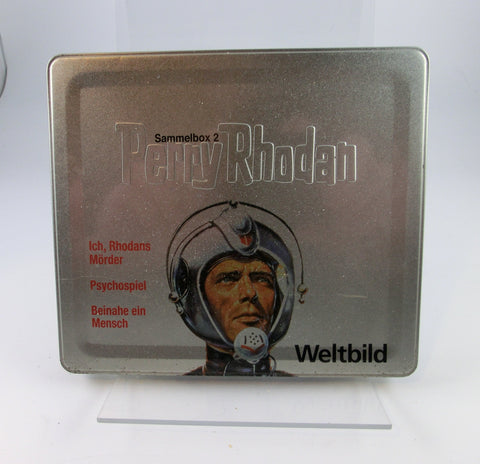 Sammelbox 2
Perry Rhodan
Ich, Rhodans
Mörder
Psychospiel
Beinahe ein
Mensch
Weltbild